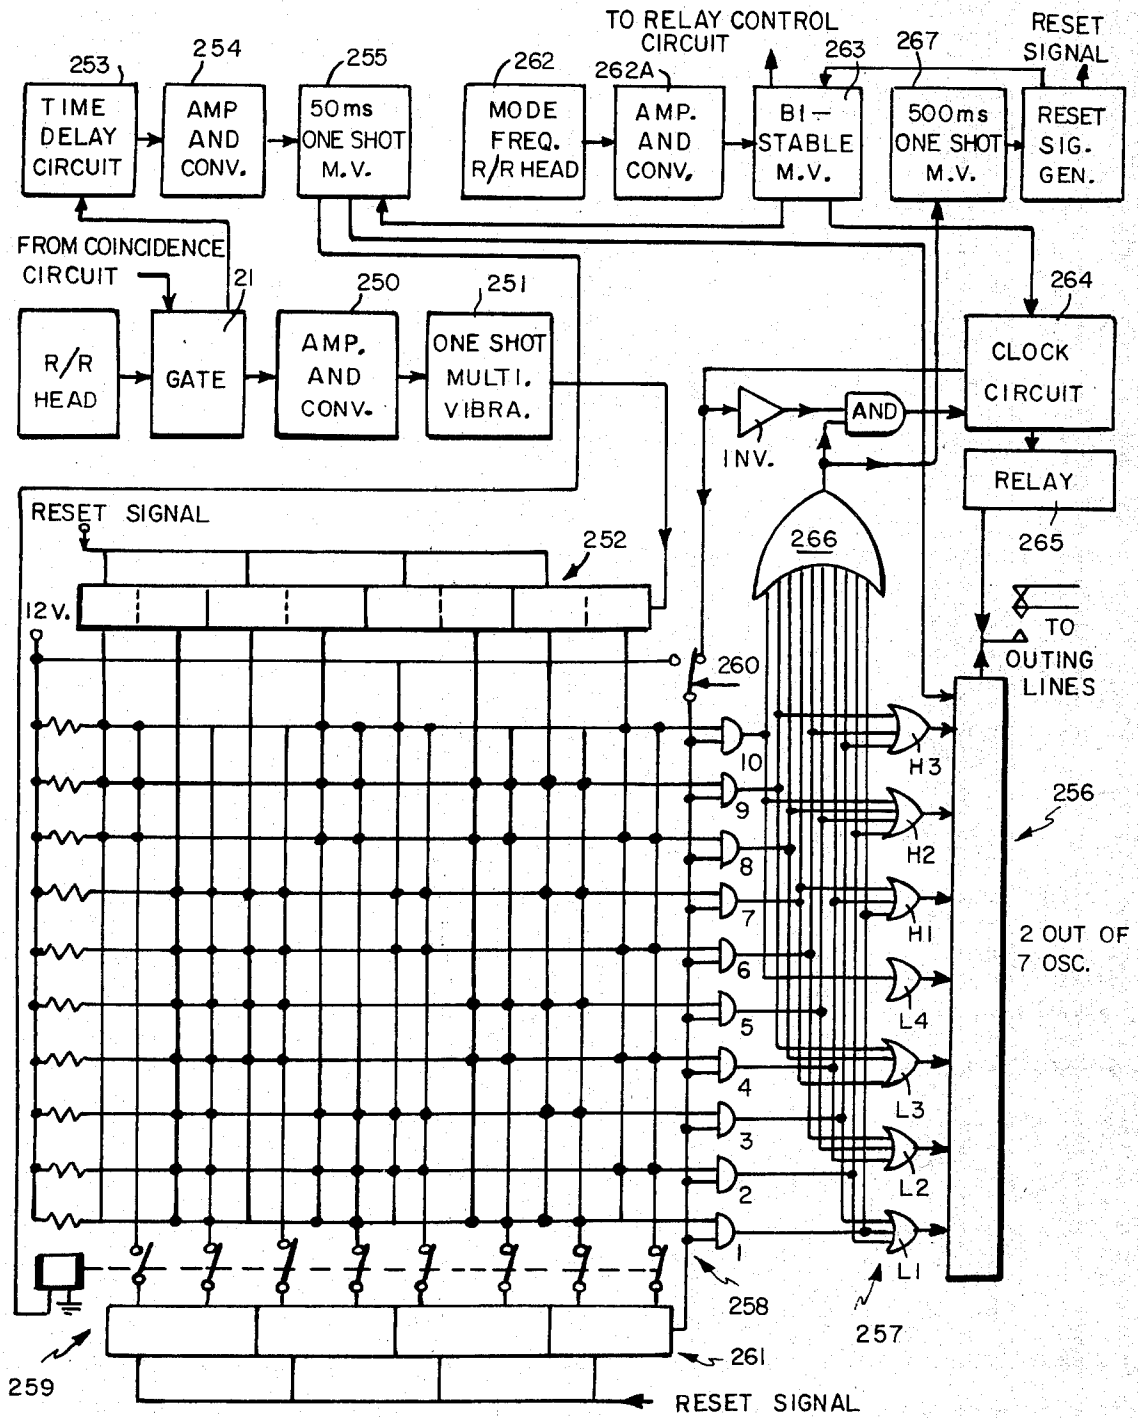 TO RELAY CONTROL
CIRCUIT
RESET
SIGNAL
253
254
255
262
262A
263
267
TIME
DELAY
CIRCUIT
AMP
AND
CONV.
50ms
ONE SHOT
M.V.
MODE
FREQ.
R/R HEAD
AMP.
AND
CONV.
BI-
STABLE
M.V.
500ms
ONE SHOT
M.V.
RESET
SIG.
GEN.
FROM COINCIDENCE
CIRCUIT
21
250
251
264
R/R
HEAD
GATE
AMP.
AND
CONV.
ONE SHOT
MULTI.
VIBRA.
CLOCK
CIRCUIT
AND
INV.
RELAY
265
RESET SIGNAL
252
266
12V.
TO
OUTING
LINES
260
10
9
8
7
6
5
4
3
2
1
H3
H2
H1
L4
L3
L2
L1
256
2 OUT OF
7 OSC.
258
257
259
261
RESET SIGNAL